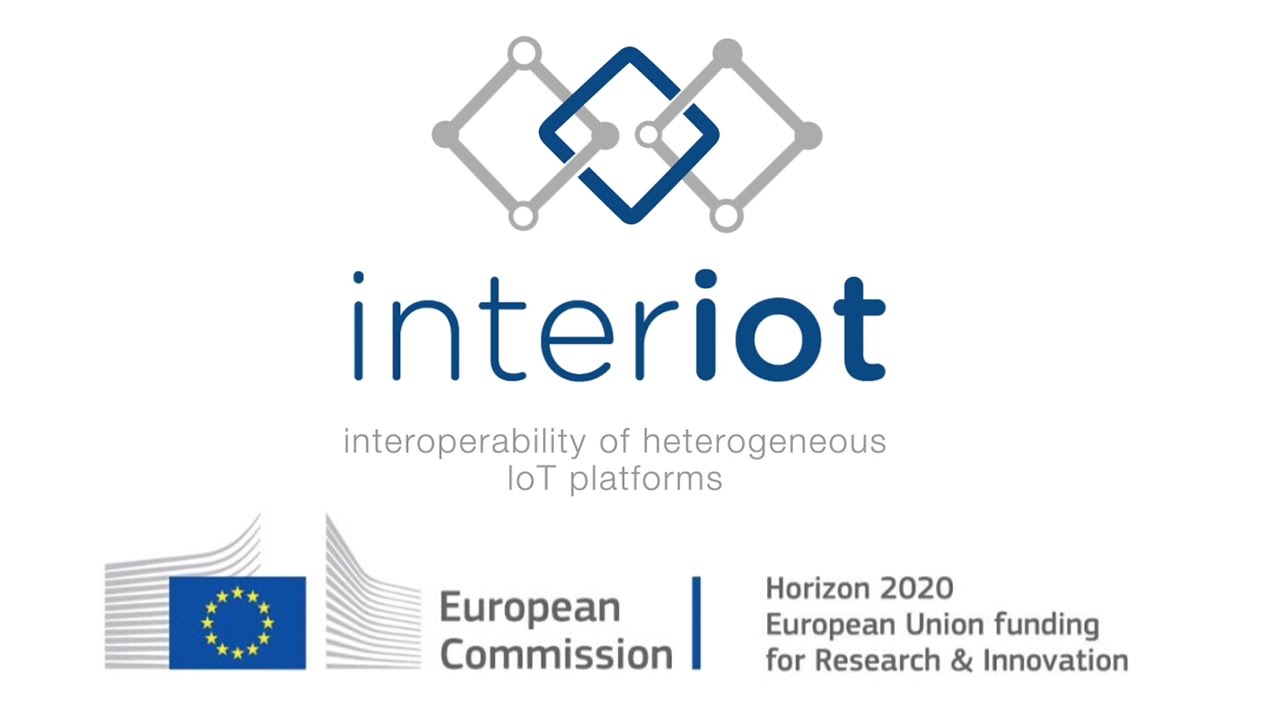 interiot
interoperability of heterogeneous
IoT platforms
European
Commission
Horizon 2020
European Union funding
for Research & Innovation